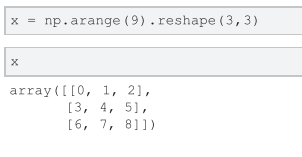 x = np.arange(9).reshape(3,3)
x
array([[0, 1, 2],
       [3, 4, 5],
       [6, 7, 8]])